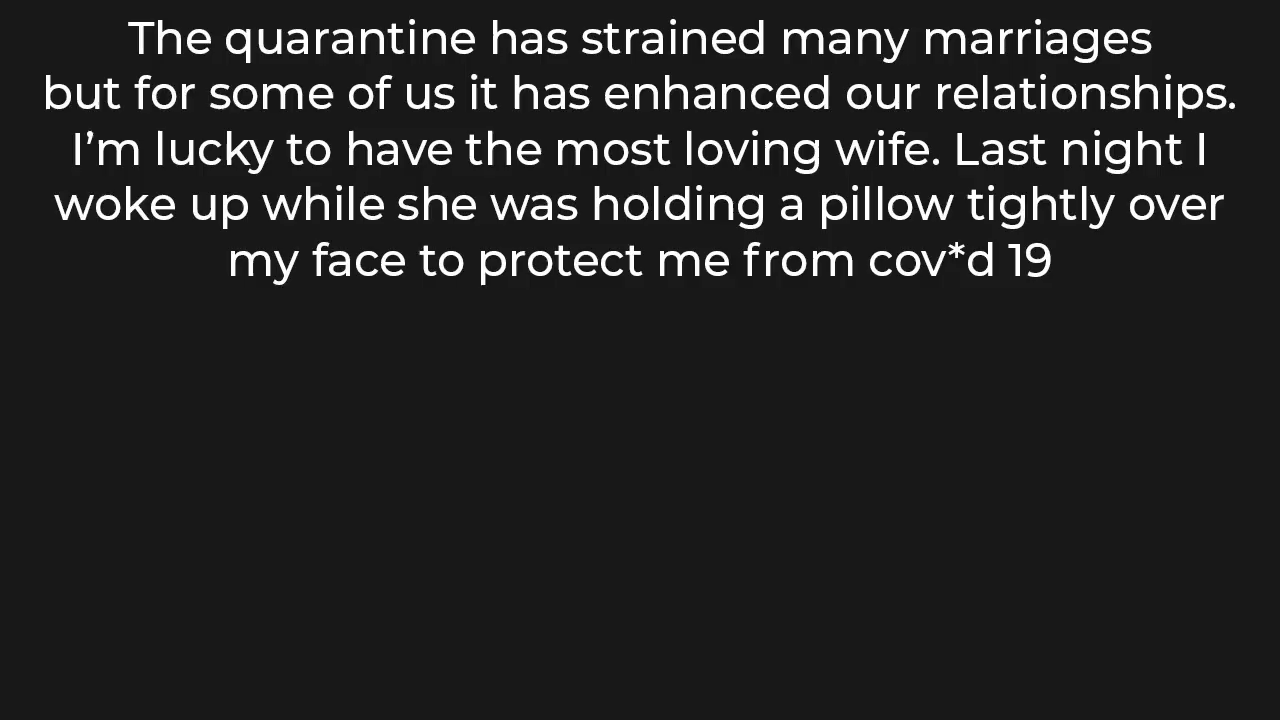 The quarantine has strained many marriages
but for some of us it has enhanced our relationships.
I’m lucky to have the most loving wife. Last night I
woke up while she was holding a pillow tightly over
my face to protect me from cov*d 19